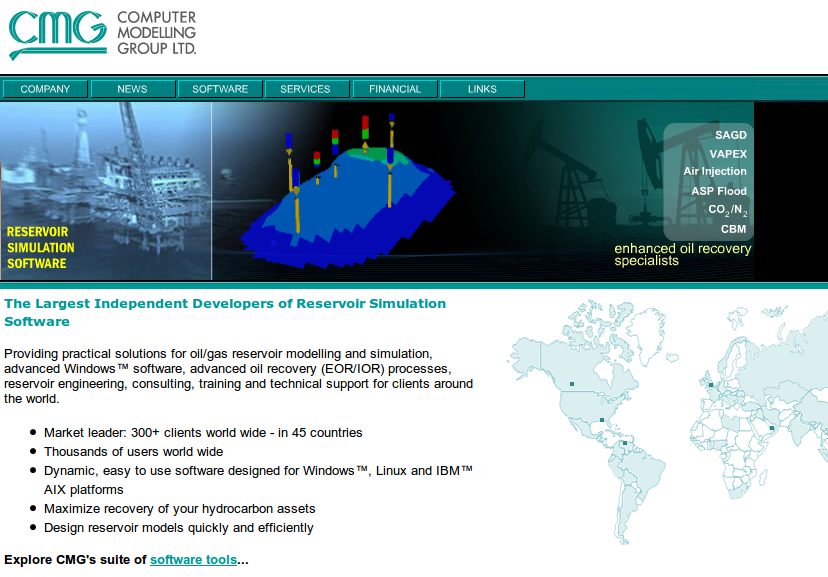 CMG COMPUTER
MODELLING
GROUP LTD.
COMPANY NEWS SOFTWARE SERVICES FINANCIAL LINKS
RESERVOIR
SIMULATION
SOFTWARE
SAGD
VAPEX
Air Injection
ASP Flood
CO2/N2
CBM
enhanced oil recovery
specialists
The Largest Independent Developers of Reservoir Simulation
Software
Providing practical solutions for oil/gas reservoir modelling and simulation,
advanced Windows™ software, advanced oil recovery (EOR/IOR) processes,
reservoir engineering, consulting, training and technical support for clients around
the world.
• Market leader: 300+ clients world wide - in 45 countries
• Thousands of users world wide
• Dynamic, easy to use software designed for Windows™, Linux and IBM™
AIX platforms
• Maximize recovery of your hydrocarbon assets
• Design reservoir models quickly and efficiently
Explore CMG's suite of software tools...